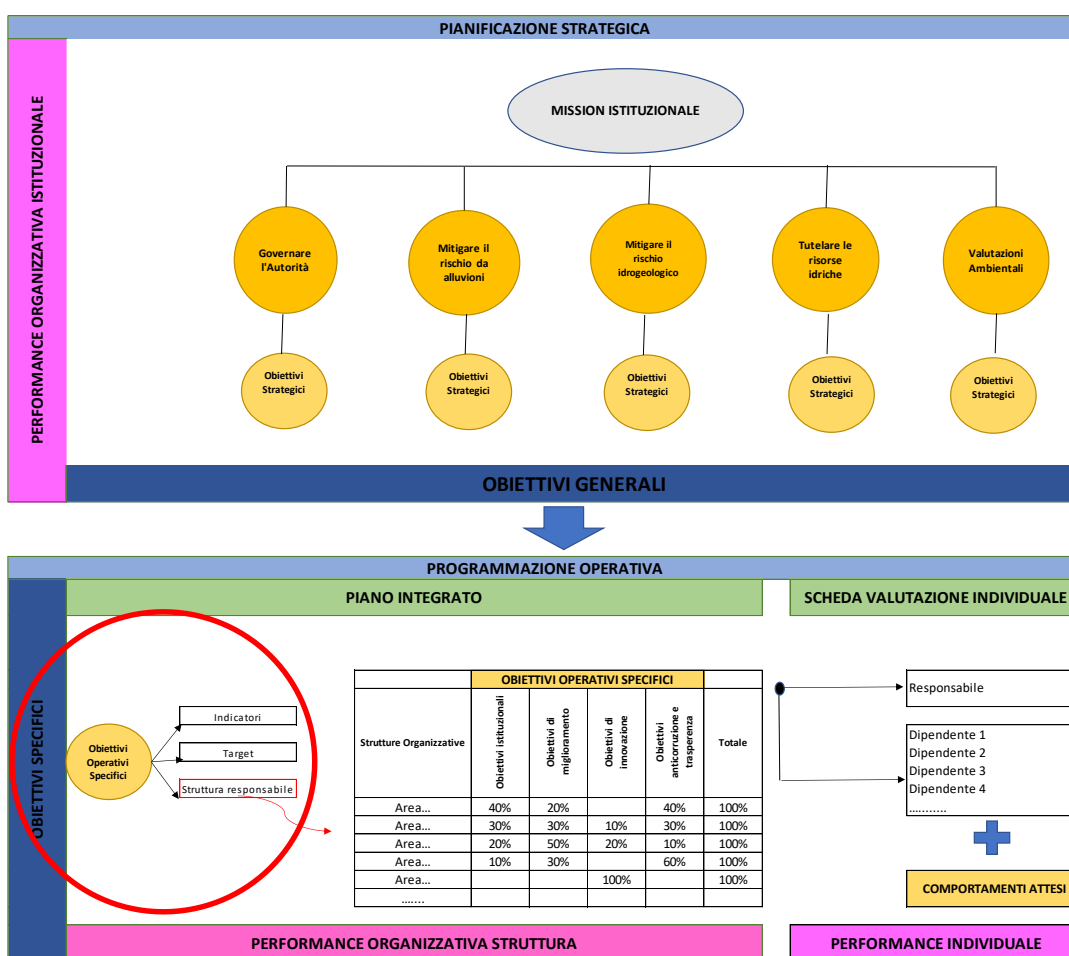 PIANIFICAZIONE STRATEGICA
PERFORMANCE ORGANIZZATIVA ISTITUZIONALE
MISSION ISTITUZIONALE
Governare
l'Autorità
Mitigare il
rischio da
alluvioni
Mitigare il
rischio
idrogeologico
Tutelare le
risorse
idriche
Valutazioni
Ambientali
Obiettivi
Strategici
Obiettivi
Strategici
Obiettivi
Strategici
Obiettivi
Strategici
Obiettivi
Strategici
OBIETTIVI GENERALI
PROGRAMMAZIONE OPERATIVA
OBIETTIVI SPECIFICI
PIANO INTEGRATO
SCHEDA VALUTAZIONE INDIVIDUALE
Obiettivi
Operativi
Specifici
Indicatori
Target
Struttura responsabile
OBIETTIVI OPERATIVI SPECIFICI
Strutture Organizzative
Obiettivi istituzionali
Obiettivi di
miglioramento
Obiettivi di
innovazione
Obiettivi
anticorruzione e
trasperenza
Totale
Area... 40% 20% 40% 100%
Area... 30% 30% 10% 30% 100%
Area... 20% 50% 20% 10% 100%
Area... 10% 30% 60% 100%
Area... 100% 100%
.......
Responsabile
Dipendente 1
Dipendente 2
Dipendente 3
Dipendente 4
...........
COMPORTAMENTI ATTESI
PERFORMANCE ORGANIZZATIVA STRUTTURA
PERFORMANCE INDIVIDUALE